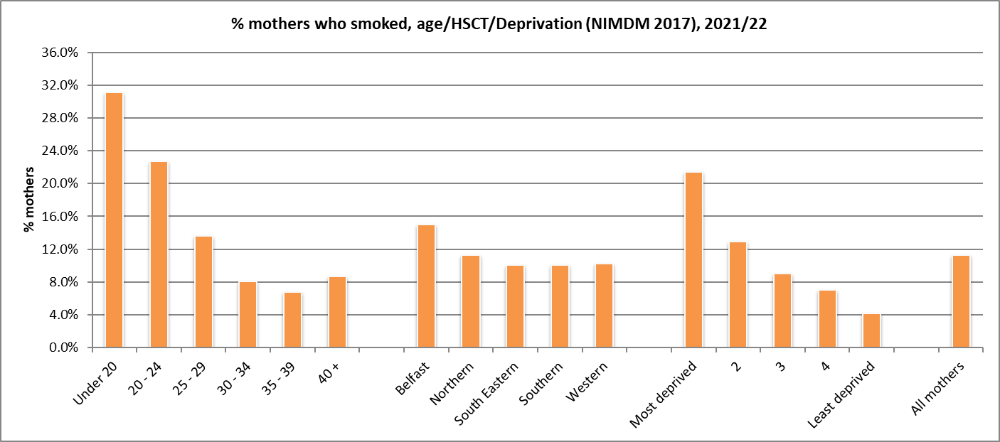 % mothers who smoked, age/HSCT/Deprivation (NIMDM 2017), 2021/22
% mothers
36.0%
32.0%
28.0%
24.0%
20.0%
16.0%
12.0%
8.0%
4.0%
0.0%
Under 20
20 - 24
25 - 29
30 - 34
35 - 39
40 +
Belfast
Northern
South Eastern
Southern
Western
Most deprived
2
3
4
Least deprived
All mothers